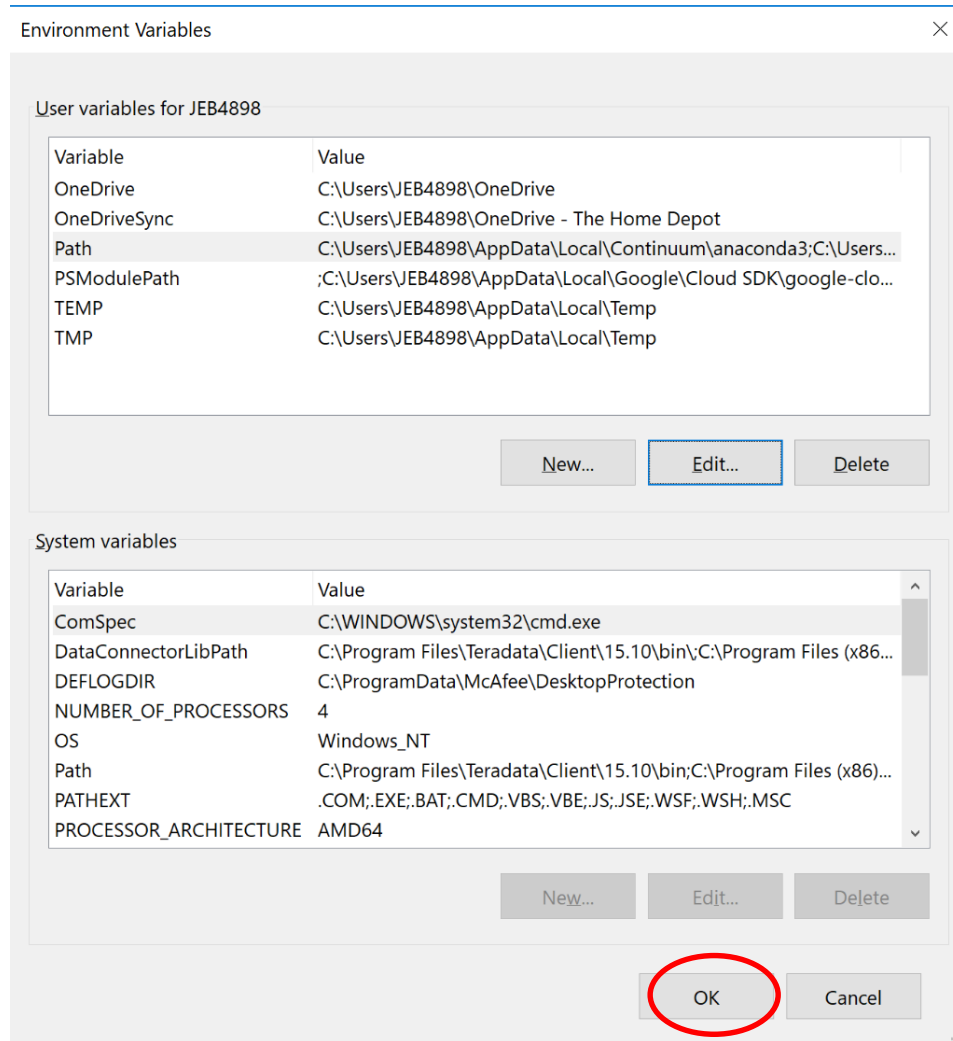 Environment Variables
User variables for JEB4898
Variable Value
OneDrive C:\Users\JEB4898\OneDrive
OneDriveSync C:\Users\JEB4898\OneDrive - The Home Depot
Path C:\Users\JEB4898\AppData\Local\Continuum\anaconda3;C:\Users...
PSModulePath ;C:\Users\JEB4898\AppData\Local\Google\Cloud SDK\google-clo...
TEMP C:\Users\JEB4898\AppData\Local\Temp
TMP C:\Users\JEB4898\AppData\Local\Temp
New... Edit... Delete
System variables
Variable Value
ComSpec C:\WINDOWS\system32\cmd.exe
DataConnectorLibPath C:\Program Files\Teradata\Client\15.10\bin\;C:\Program Files (x86...
DEFLOGDIR C:\ProgramData\McAfee\DesktopProtection
NUMBER_OF_PROCESSORS 4
OS Windows_NT
Path C:\Program Files\Teradata\Client\15.10\bin;C:\Program Files (x86)...
PATHEXT .COM;.EXE;.BAT;.CMD;.VBS;.VBE;.JS;.JSE;.WSF;.WSH;.MSC
PROCESSOR_ARCHITECTURE AMD64
New... Edit... Delete
OK Cancel